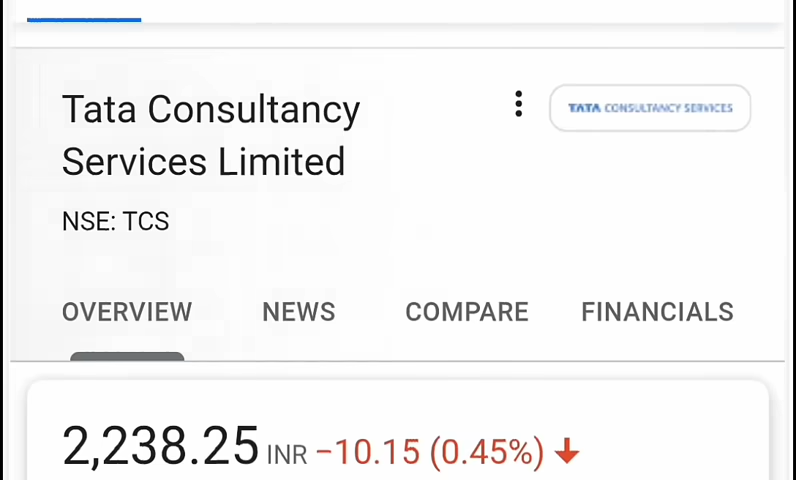 Tata Consultancy
Services Limited
TATA CONSULTANCY SERVICES
NSE: TCS
OVERVIEW NEWS COMPARE FINANCIALS
2,238.25 INR −10.15 (0.45%) ↓